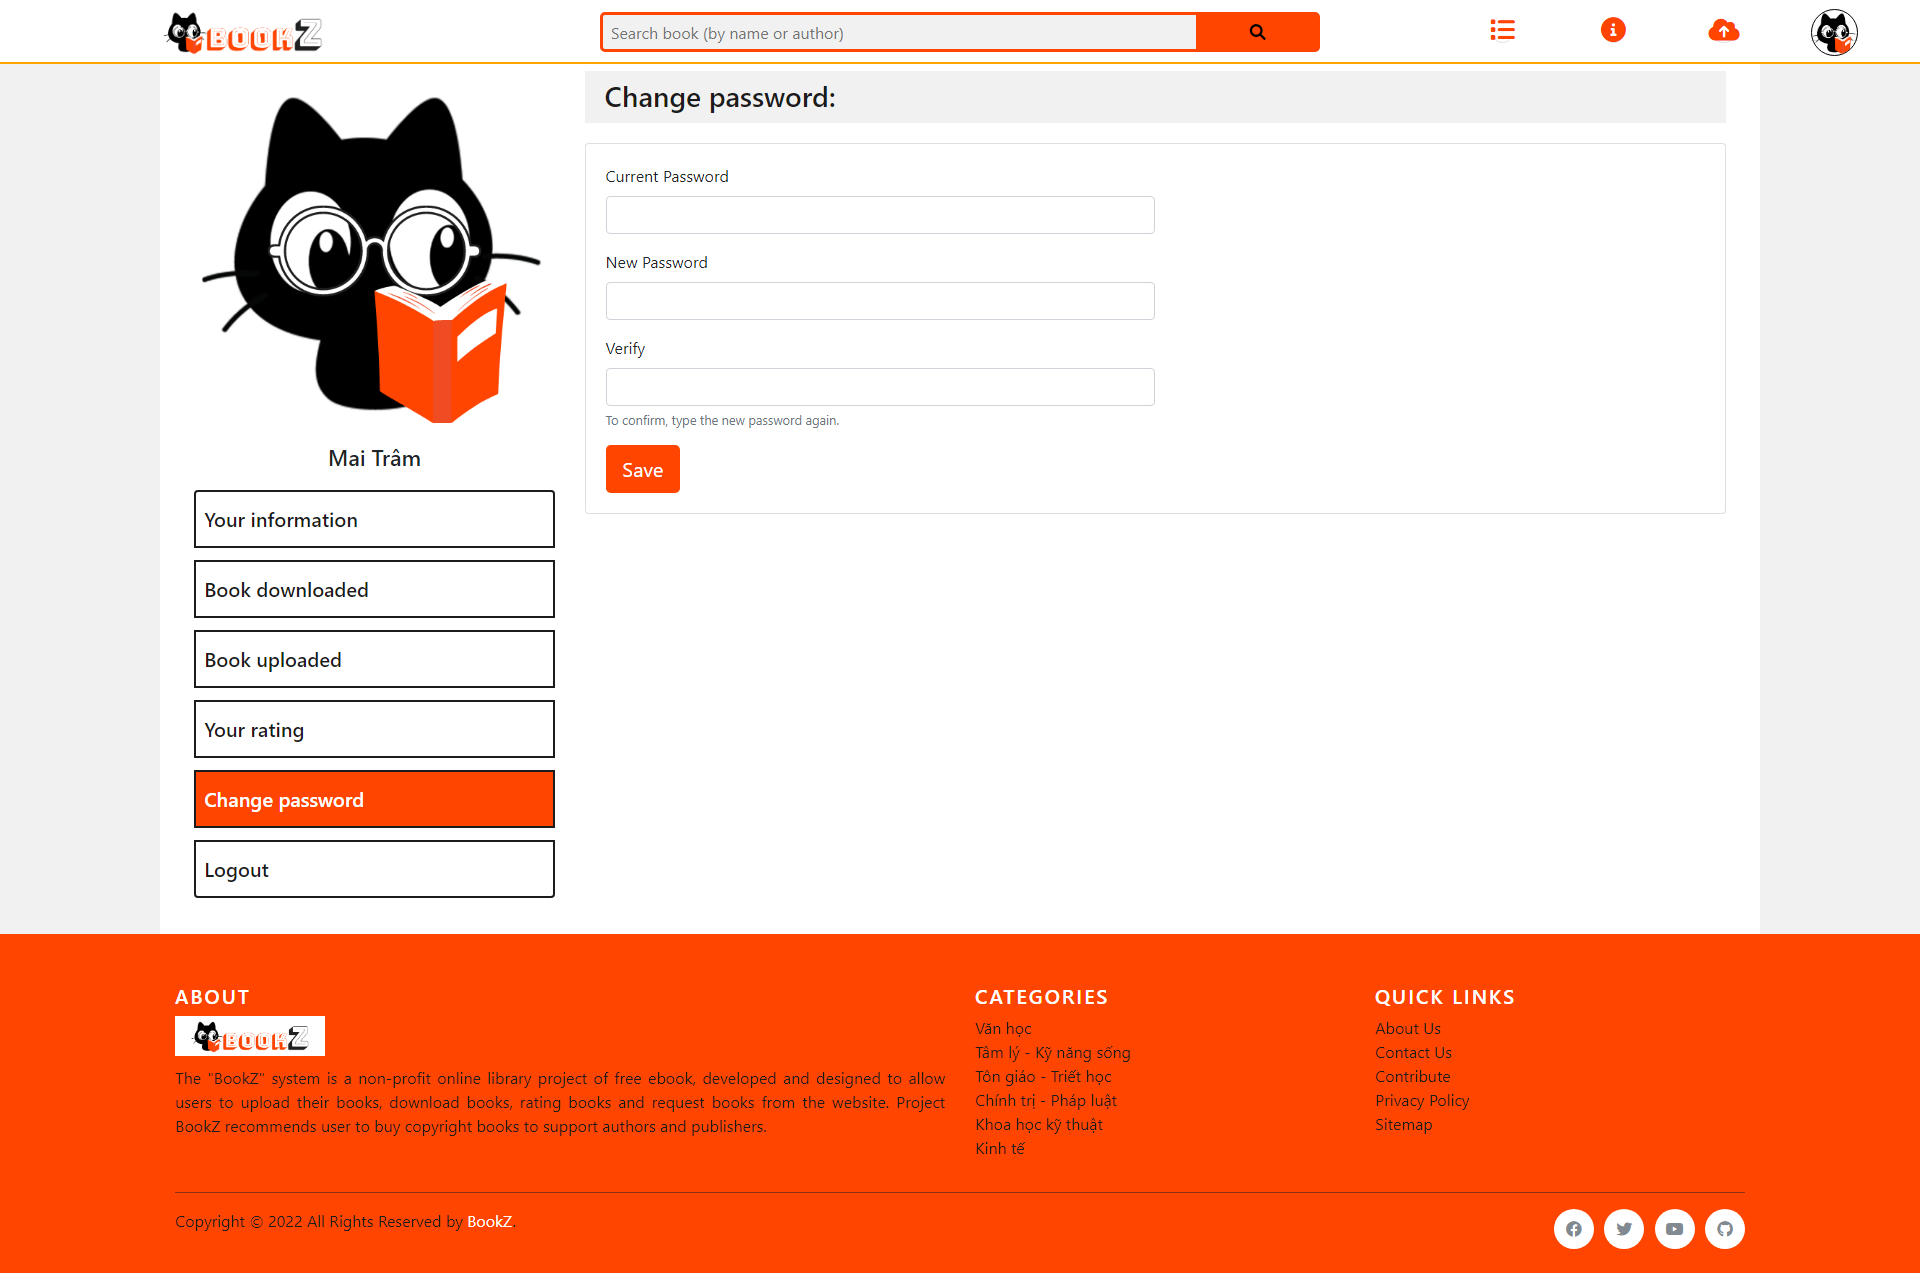 BOOKZ
Search book (by name or author)
Change password:
Current Password
New Password
Verify
To confirm, type the new password again.
Save
Mai Trâm
Your information
Book downloaded
Book uploaded
Your rating
Change password
Logout
ABOUT
BOOKZ
The "BookZ" system is a non-profit online library project of free ebook, developed and designed to allow
users to upload their books, download books, rating books and request books from the website. Project
BookZ recommends user to buy copyright books to support authors and publishers.
CATEGORIES
Văn học
Tâm lý - Kỹ năng sống
Tôn giáo - Triết học
Chính trị - Pháp luật
Khoa học kỹ thuật
Kinh tế
QUICK LINKS
About Us
Contact Us
Contribute
Privacy Policy
Sitemap
Copyright © 2022 All Rights Reserved by BookZ.